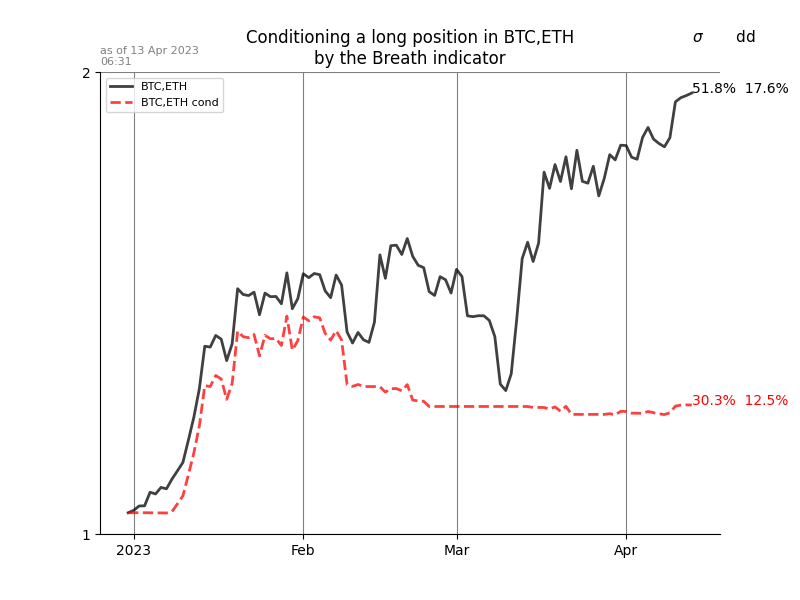 Conditioning a long position in BTC,ETH
by the Breath indicator
σ dd
as of 13 Apr 2023
06:31
2
BTC,ETH
BTC,ETH cond
51.8% 17.6%
30.3% 12.5%
1
2023 Feb Mar Apr